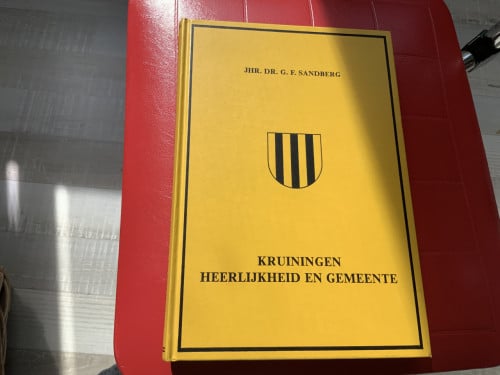 JHR. DR. G. F. SANDBERG
KRUININGEN
HEERLIJKHEID EN GEMEENTE